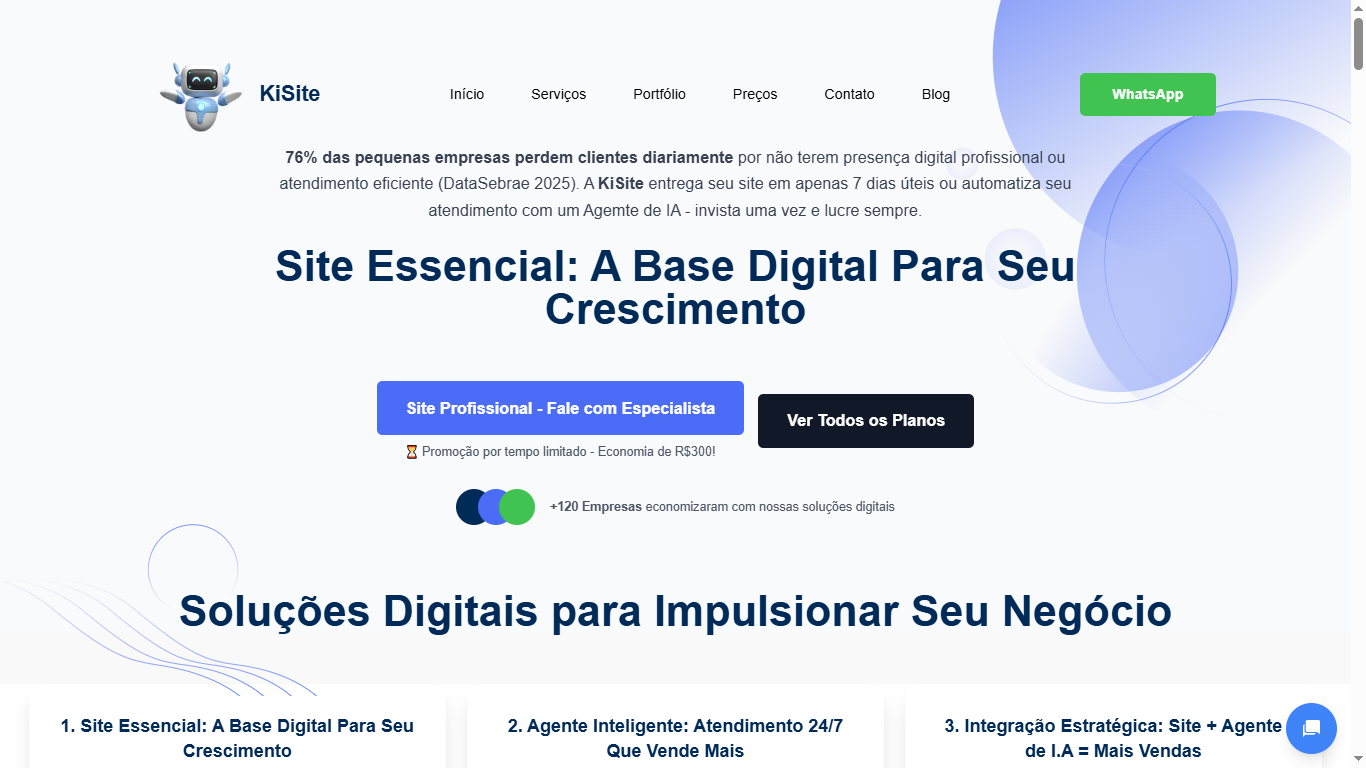 KiSite
Início
Serviços
Portfólio
Preços
Contato
Blog
WhatsApp
76% das pequenas empresas perdem clientes diariamente por não terem presença digital profissional ou
atendimento eficiente (DataSebrae 2025). A KiSite entrega seu site em apenas 7 dias úteis ou automatiza seu
atendimento com um Agemte de IA - invista uma vez e lucre sempre.
Site Essencial: A Base Digital Para Seu
Crescimento
Site Profissional - Fale com Especialista
Ver Todos os Planos
⏳ Promoção por tempo limitado - Economia de R$300!
+120 Empresas economizaram com nossas soluções digitais
Soluções Digitais para Impulsionar Seu Negócio
1. Site Essencial: A Base Digital Para Seu
Crescimento
2. Agente Inteligente: Atendimento 24/7
Que Vende Mais
3. Integração Estratégica: Site + Agente
de I.A = Mais Vendas